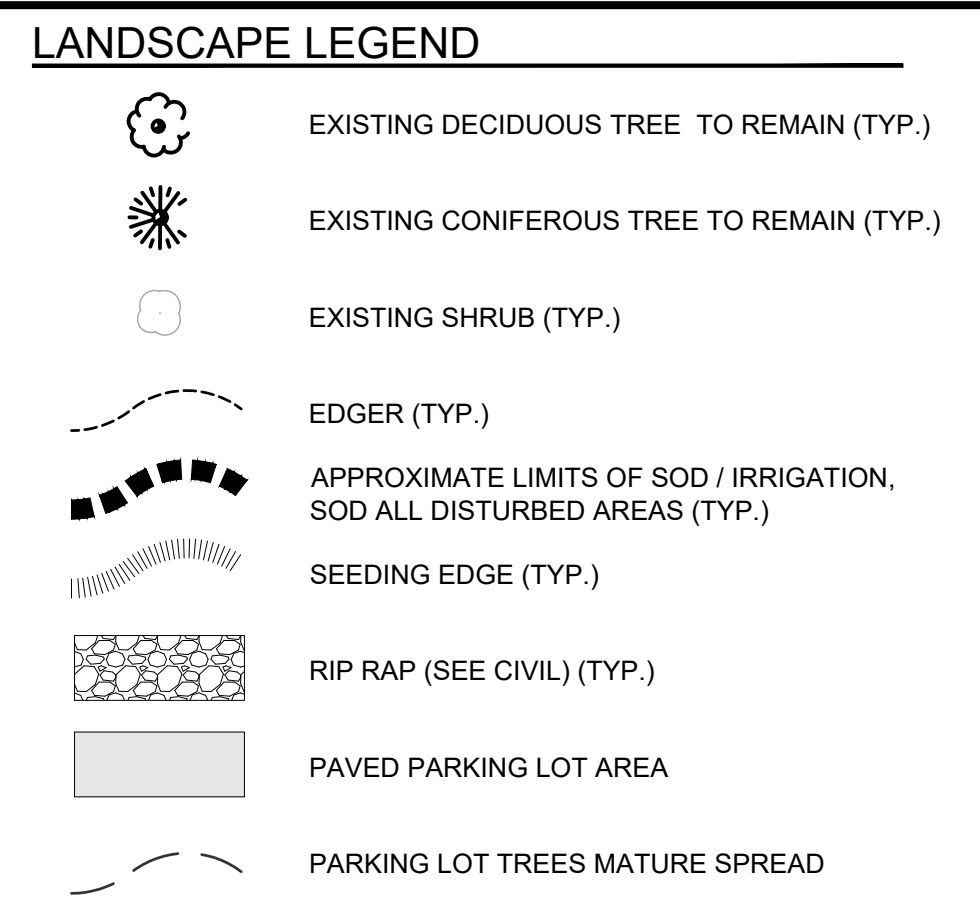 LANDSCAPE LEGEND
EXISTING DECIDUOUS TREE TO REMAIN (TYP.)
EXISTING CONIFEROUS TREE TO REMAIN (TYP.)
EXISTING SHRUB (TYP.)
EDGER (TYP.)
APPROXIMATE LIMITS OF SOD / IRRIGATION,
SOD ALL DISTURBED AREAS (TYP.)
SEEDING EDGE (TYP.)
RIP RAP (SEE CIVIL) (TYP.)
PAVED PARKING LOT AREA
PARKING LOT TREES MATURE SPREAD